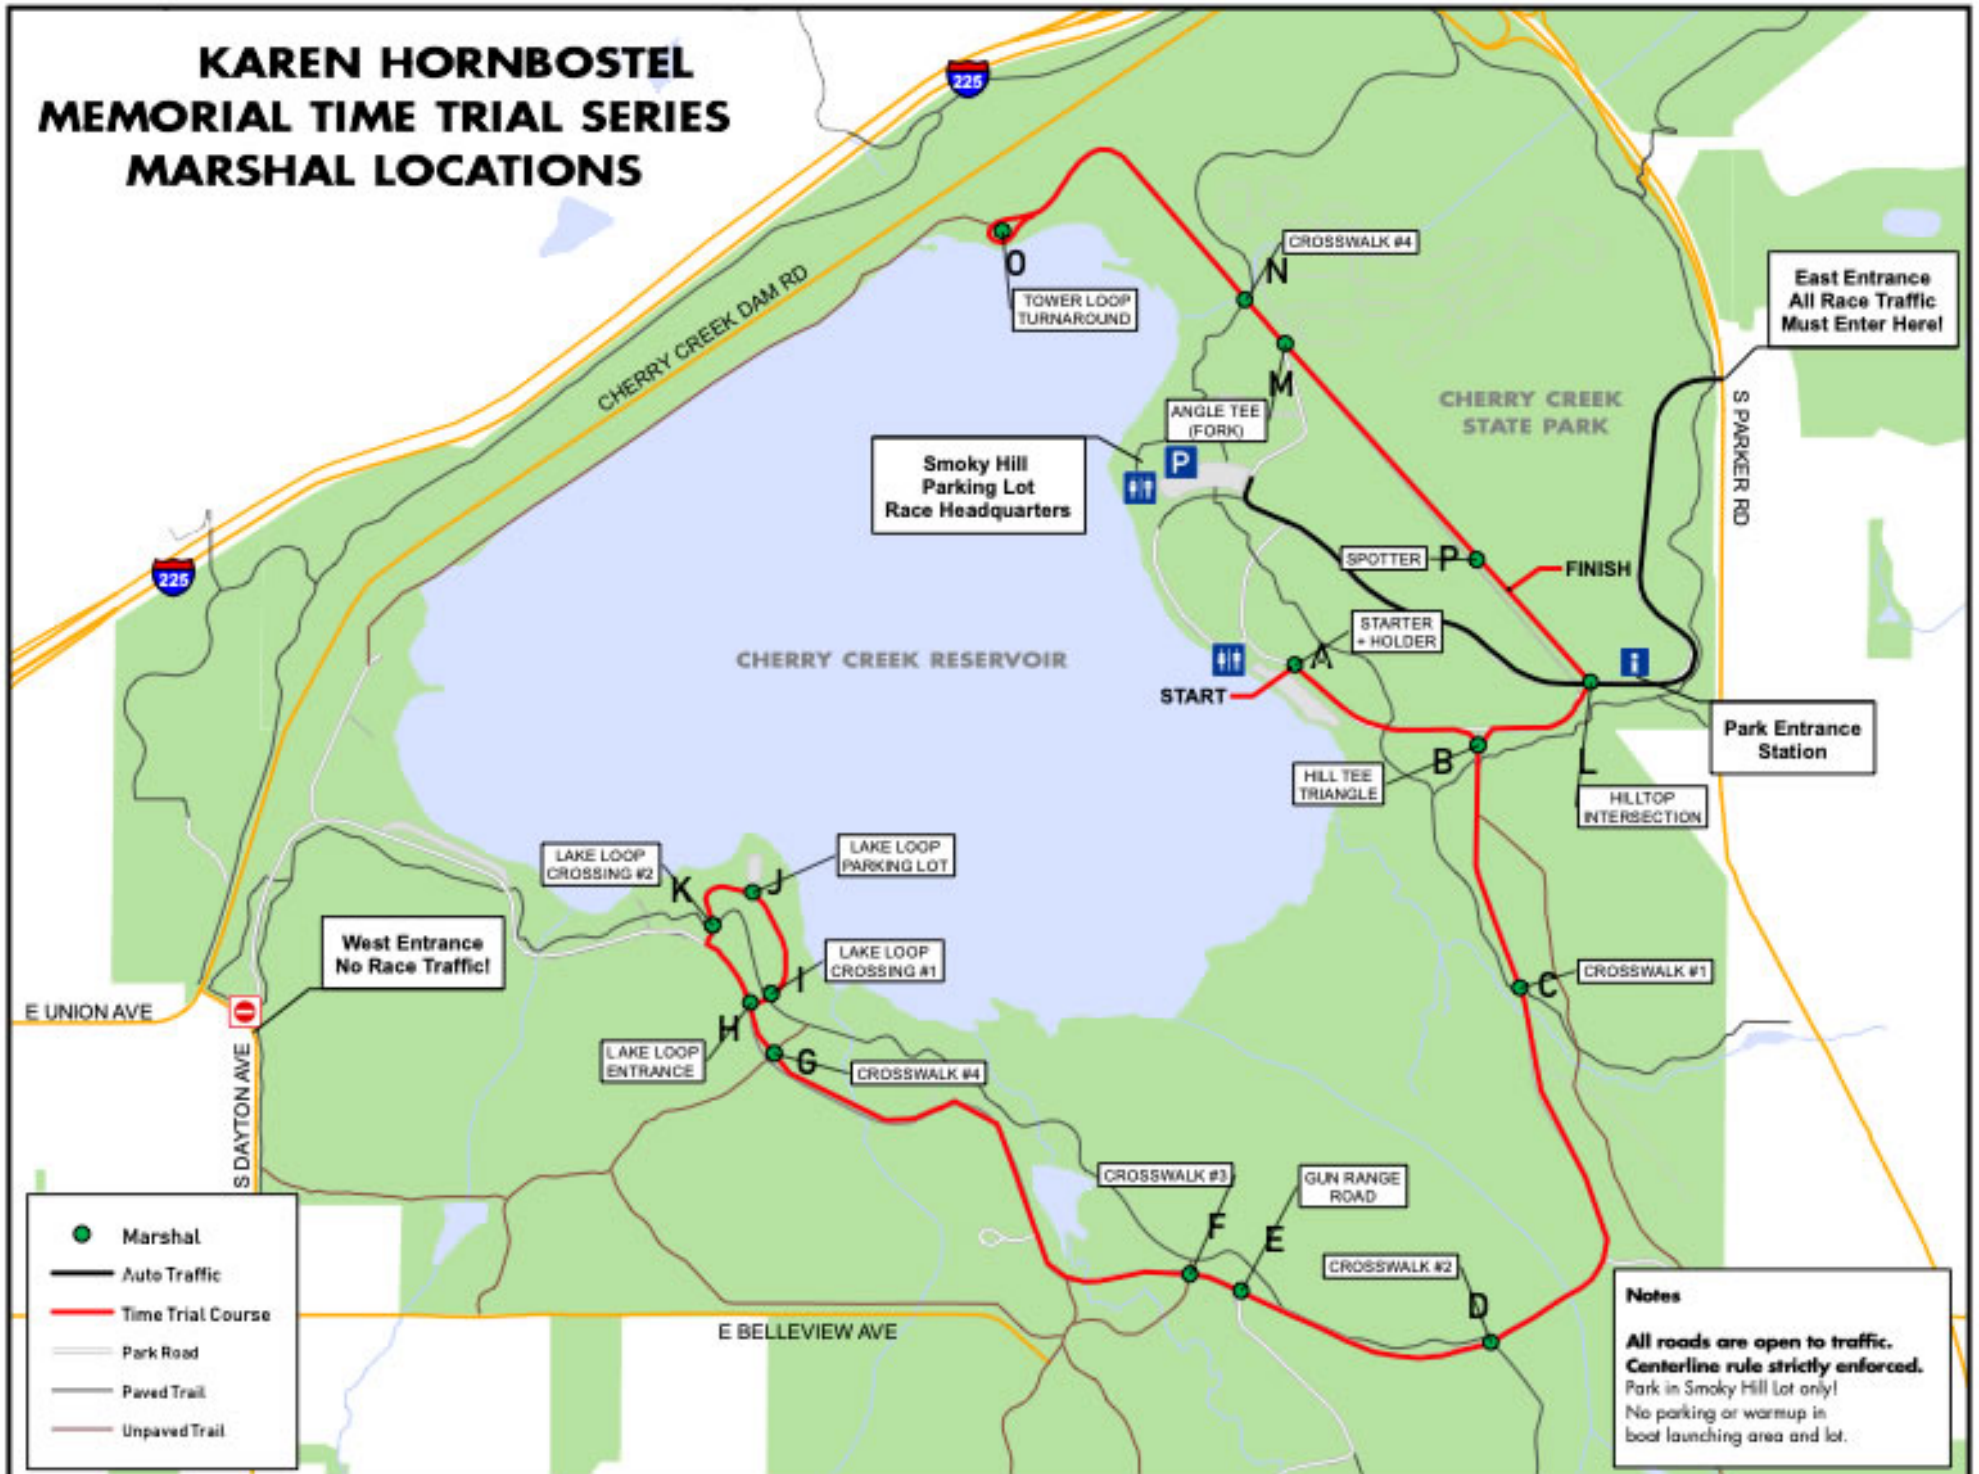 KAREN HORNBOSTEL
MEMORIAL TIME TRIAL SERIES
MARSHAL LOCATIONS
225
CHERRY CREEK DAM RD
O
TOWER LOOP
TURNAROUND
CROSSWALK #4
N
M
ANGLE TEE
(FORK)
East Entrance
All Race Traffic
Must Enter Here!
CHERRY CREEK
STATE PARK
S PARKER RD
Smoky Hill
Parking Lot
Race Headquarters
P
SPOTTER
P
FINISH
225
STARTER
+ HOLDER
A
START
CHERRY CREEK RESERVOIR
i
Park Entrance
Station
B
HILL TEE
TRIANGLE
L
HILLTOP
INTERSECTION
LAKE LOOP
CROSSING #2
K
J
LAKE LOOP
PARKING LOT
West Entrance
No Race Traffic!
LAKE LOOP
CROSSING #1
I
C
CROSSWALK #1
E UNION AVE
S DAYTON AVE
H
LAKE LOOP
ENTRANCE
G
CROSSWALK #4
CROSSWALK #3
F
GUN RANGE
ROAD
E
CROSSWALK #2
D
E BELLEVIEW AVE
Marshal
Auto Traffic
Time Trial Course
Park Road
Paved Trail
Unpaved Trail
Notes
All roads are open to traffic.
Centerline rule strictly enforced.
Park in Smoky Hill Lot only!
No parking or warmup in
boat launching area and lot.